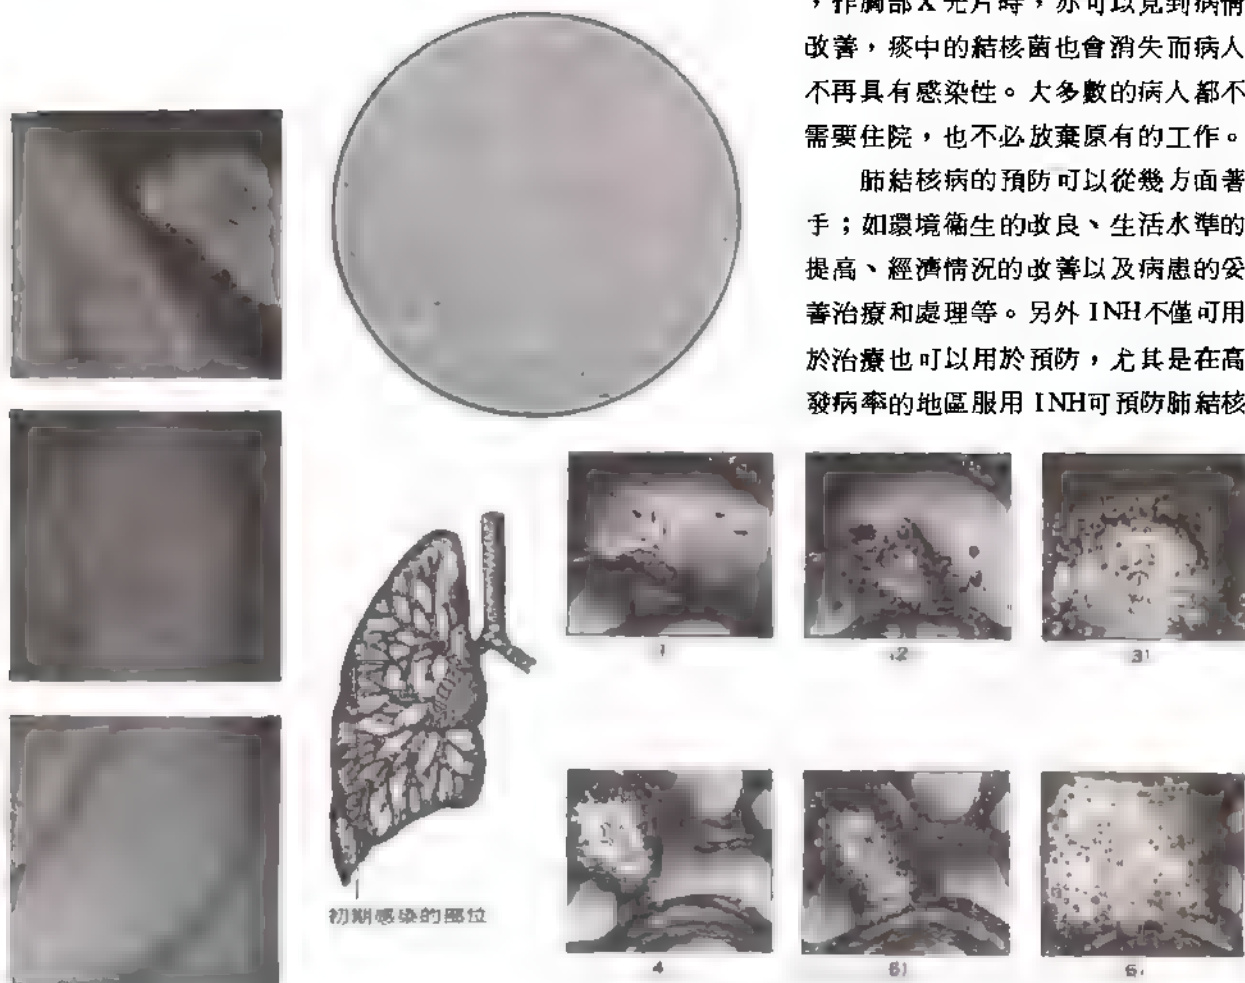 ，作胸部X光片時，亦可以見到病情
改善，痰中的結核菌也會消失而病人
不再具有感染性。大多數的病人都不
需要住院，也不必放棄原有的工作。
肺結核病的預防可以從幾方面著
手；如環境衞生的改良、生活水準的
提高、經濟情況的改善以及病患的妥
善治療和處理等。另外INH不僅可用
於治療也可以用於預防，尤其是在高
發病率的地區服用INH可預防肺結核
1
2
3
初期感染的部位
4
5
6